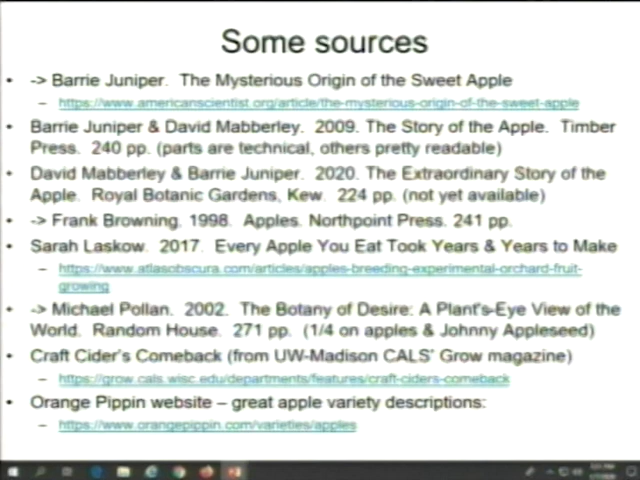 Some sources
• -> Barrie Juniper. The Mysterious Origin of the Sweet Apple
– https://www.americanscientist.org/article/the-mysterious-origin-of-the-sweet-apple
• Barrie Juniper & David Mabberley. 2009. The Story of the Apple. Timber
Press. 240 pp. (parts are technical, others pretty readable)
• David Mabberley & Barrie Juniper. 2020. The Extraordinary Story of the
Apple. Royal Botanic Gardens, Kew. 224 pp. (not yet available)
• -> Frank Browning. 1998. Apples. Northpoint Press. 241 pp.
• Sarah Laskow. 2017. Every Apple You Eat Took Years & Years to Make
– https://www.atlasobscura.com/articles/apples-breeding-experimental-orchard-fruit-
growing
• -> Michael Pollan. 2002. The Botany of Desire: A Plant's-Eye View of the
World. Random House. 271 pp. (1/4 on apples & Johnny Appleseed)
• Craft Cider's Comeback (from UW-Madison CALS' Grow magazine)
– https://grow.cals.wisc.edu/departments/features/craft-ciders-comeback
• Orange Pippin website – great apple variety descriptions:
– https://www.orangepippin.com/varieties/apples